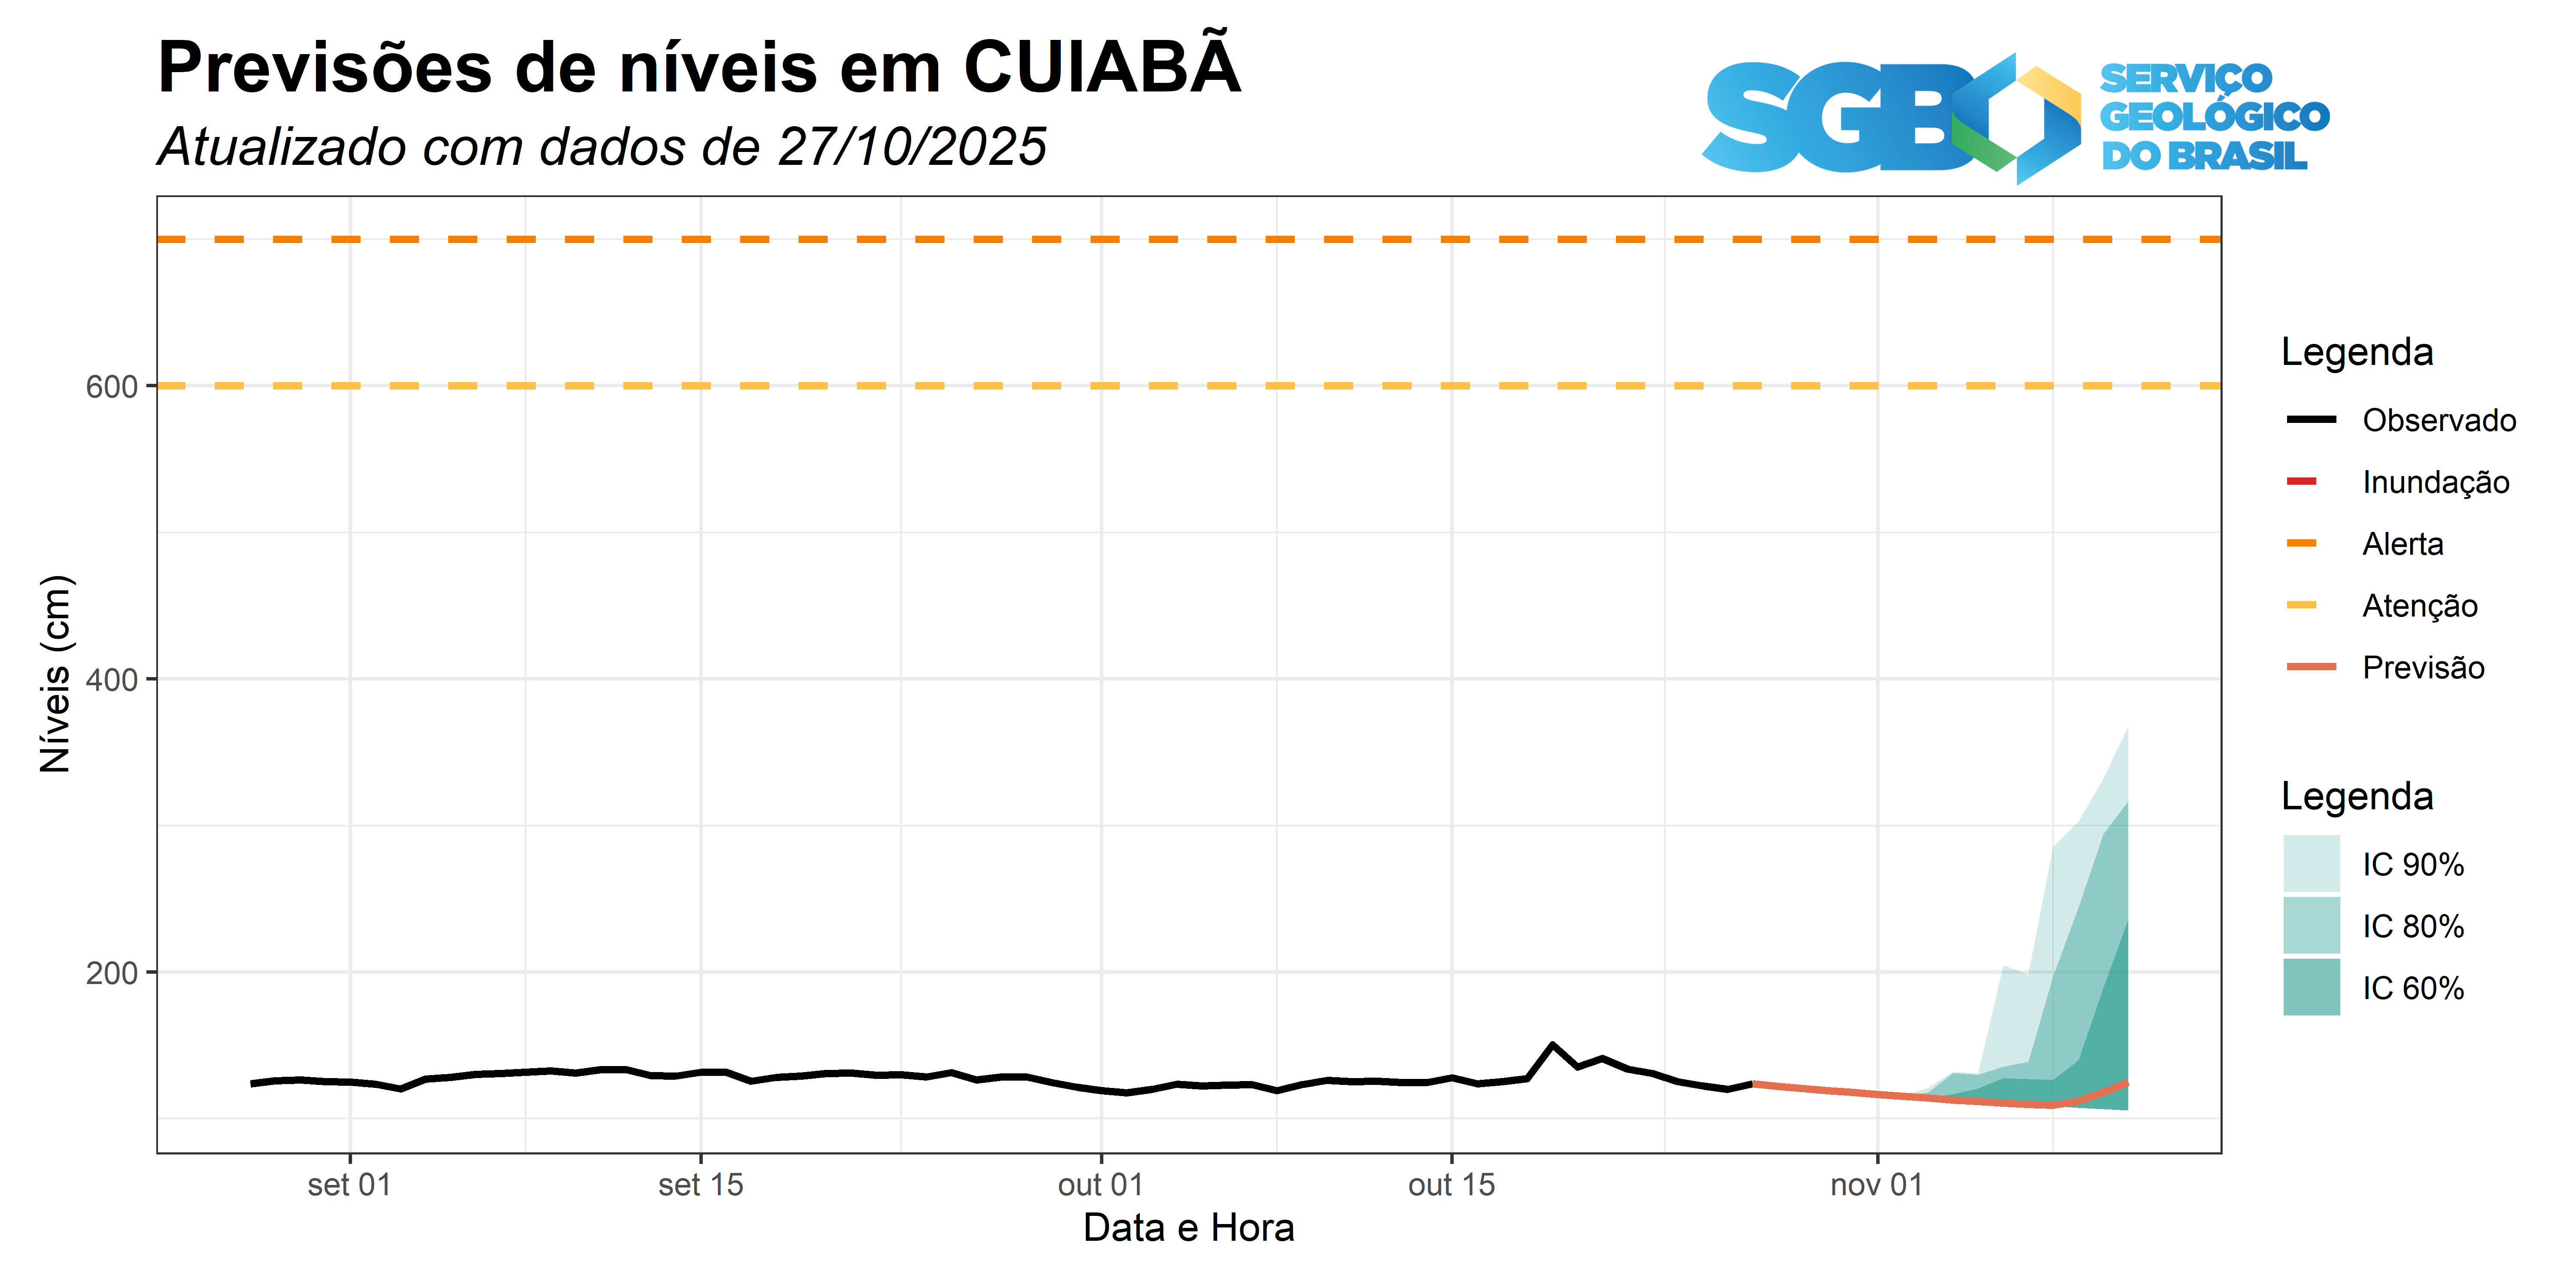 Previsões de níveis em CUIABÃ
Atualizado com dados de 27/10/2025
SGB
SERVIÇO
GEOLÓGICO
DO BRASIL
Níveis (cm)
600
400
200
set 01
set 15
out 01
out 15
nov 01
Data e Hora
Legenda
Observado
Inundação
Alerta
Atenção
Previsão
Legenda
IC 90%
IC 80%
IC 60%